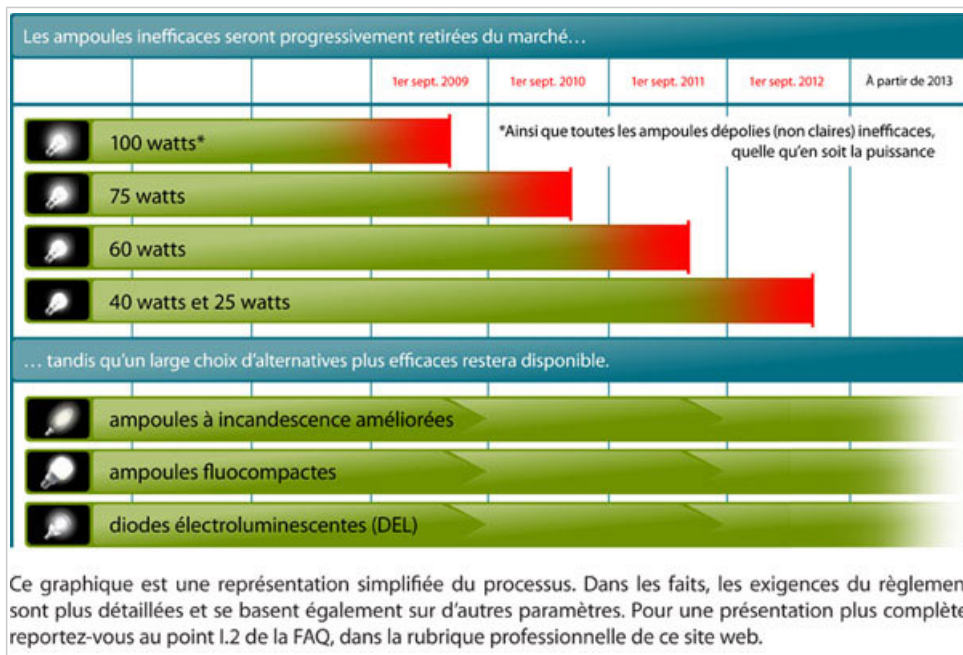 Les ampoules inefficaces seront progressivement retirées du marché…
1er sept. 2009 1er sept. 2010 1er sept. 2011 1er sept. 2012 À partir de 2013
100 watts*
*Ainsi que toutes les ampoules dépolies (non claires) inefficaces,
quelle qu'en soit la puissance
75 watts
60 watts
40 watts et 25 watts
… tandis qu'un large choix d'alternatives plus efficaces restera disponible.
ampoules à incandescence améliorées
ampoules fluocompactes
diodes électroluminescentes (DEL)
Ce graphique est une représentation simplifiée du processus. Dans les faits, les exigences du règlemen
sont plus détaillées et se basent également sur d'autres paramètres. Pour une présentation plus complète
reportez-vous au point I.2 de la FAQ, dans la rubrique professionnelle de ce site web.